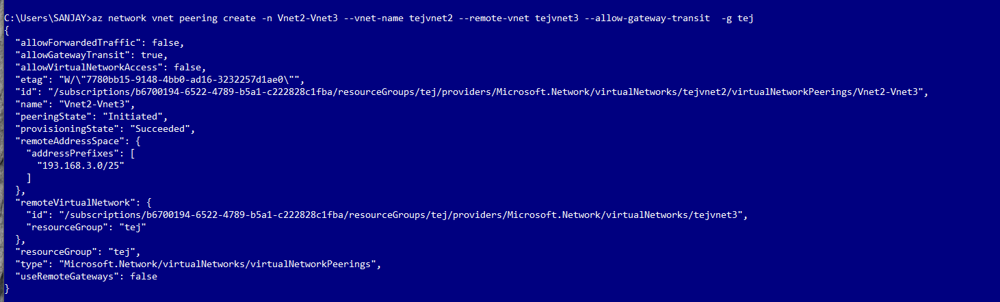 C:\Users\SANJAY>az network vnet peering create -n Vnet2-Vnet3 --vnet-name tejvnet2 --remote-vnet tejvnet3 --allow-gateway-transit  -g tej
{
  "allowForwardedTraffic": false,
  "allowGatewayTransit": true,
  "allowVirtualNetworkAccess": false,
  "etag": "W/\"7780bb15-9148-4bb0-ad16-3232257d1ae0\"",
  "id": "/subscriptions/b6700194-6522-4789-b5a1-c222828c1fba/resourceGroups/tej/providers/Microsoft.Network/virtualNetworks/tejvnet2/virtualNetworkPeerings/Vnet2-Vnet3",
  "name": "Vnet2-Vnet3",
  "peeringState": "Initiated",
  "provisioningState": "Succeeded",
  "remoteAddressSpace": {
    "addressPrefixes": [
      "193.168.3.0/25"
    ]
  },
  "remoteVirtualNetwork": {
    "id": "/subscriptions/b6700194-6522-4789-b5a1-c222828c1fba/resourceGroups/tej/providers/Microsoft.Network/virtualNetworks/tejvnet3",
    "resourceGroup": "tej"
  },
  "resourceGroup": "tej",
  "type": "Microsoft.Network/virtualNetworks/virtualNetworkPeerings",
  "useRemoteGateways": false
}